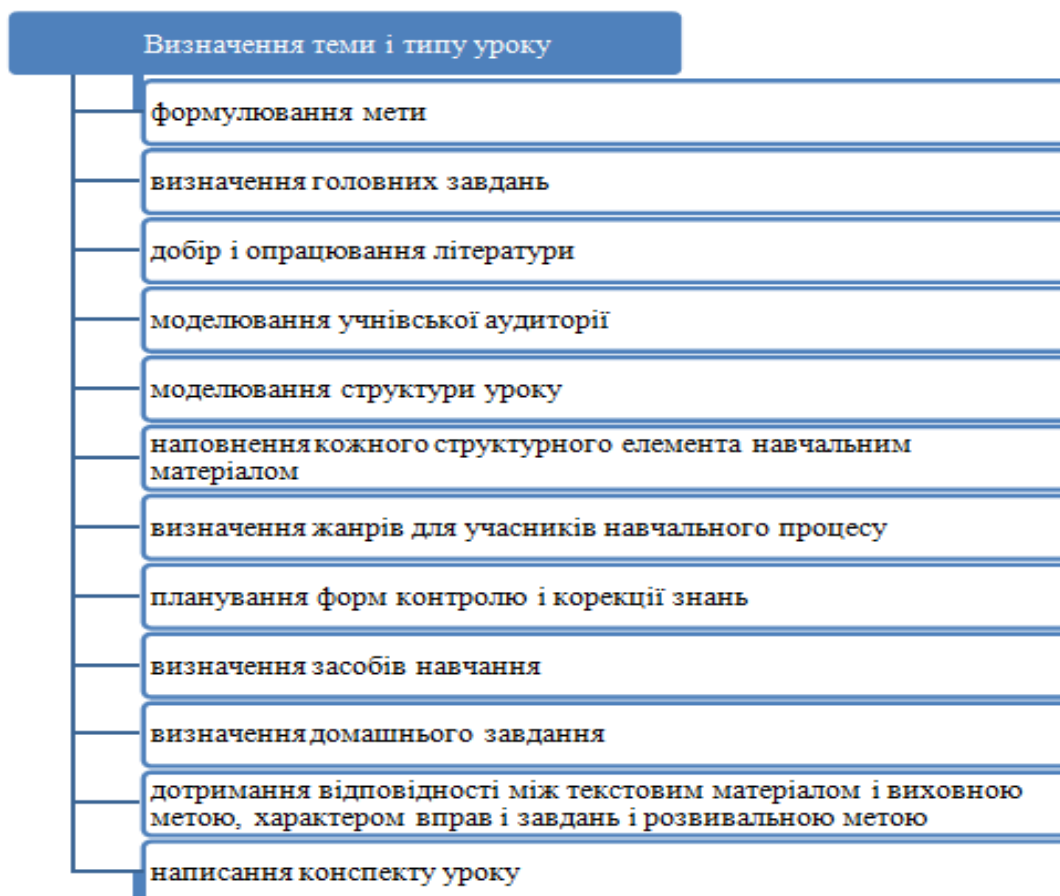 Визначення теми і типу уроку
формулювання мети
визначення головних завдань
добір і опрацювання літератури
моделювання учнівської аудиторії
моделювання структури уроку
наповнення кожного структурного елемента навчальним
матеріалом
визначення жанрів для учасників навчального процесу
планування форм контролю і корекції знань
визначення засобів навчання
визначення домашнього завдання
дотримання відповідності між текстовим матеріалом і виховною
метою, характером вправ і завдань і розвивальною метою
написання конспекту уроку